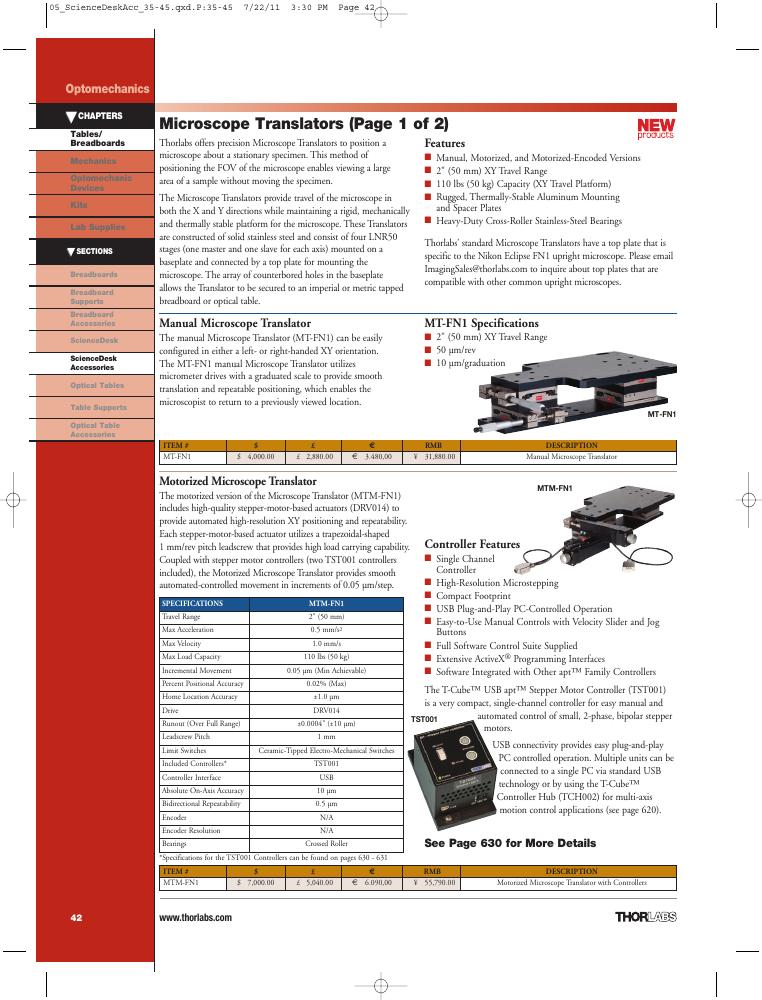 05_ScienceDeskAcc_35-45.qxd.P:35-45 7/22/11 3:30 PM Page 42
Optomechanics
▼CHAPTERS
Tables/
Breadboards
Mechanics
Optomechanic
Devices
Kits
Lab Supplies
▼SECTIONS
Breadboards
Breadboard
Supports
Breadboard
Accessories
ScienceDesk
ScienceDesk
Accessories
Optical Tables
Table Supports
Optical Table
Accessories
Microscope Translators (Page 1 of 2)
NEW
products
Thorlabs offers precision Microscope Translators to position a
microscope about a stationary specimen. This method of
positioning the FOV of the microscope enables viewing a large
area of a sample without moving the specimen.
The Microscope Translators provide travel of the microscope in
both the X and Y directions while maintaining a rigid, mechanically
and thermally stable platform for the microscope. These Translators
are constructed of solid stainless steel and consist of four LNR50
stages (one master and one slave for each axis) mounted on a
baseplate and connected by a top plate for mounting the
microscope. The array of counterbored holes in the baseplate
allows the Translator to be secured to an imperial or metric tapped
breadboard or optical table.
Features
■ Manual, Motorized, and Motorized-Encoded Versions
■ 2" (50 mm) XY Travel Range
■ 110 lbs (50 kg) Capacity (XY Travel Platform)
■ Rugged, Thermally-Stable Aluminum Mounting
and Spacer Plates
■ Heavy-Duty Cross-Roller Stainless-Steel Bearings
Thorlabs' standard Microscope Translators have a top plate that is
specific to the Nikon Eclipse FN1 upright microscope. Please email
ImagingSales@thorlabs.com to inquire about top plates that are
compatible with other common upright microscopes.
Manual Microscope Translator
The manual Microscope Translator (MT-FN1) can be easily
configured in either a left- or right-handed XY orientation.
The MT-FN1 manual Microscope Translator utilizes
micrometer drives with a graduated scale to provide smooth
translation and repeatable positioning, which enables the
microscopist to return to a previously viewed location.
MT-FN1 Specifications
■ 2" (50 mm) XY Travel Range
■ 50 µm/rev
■ 10 µm/graduation
MT-FN1
ITEM # $ £ € RMB DESCRIPTION
MT-FN1 $ 4,000.00 £ 2,880.00 € 3.480,00 ¥ 31,880.00 Manual Microscope Translator
Motorized Microscope Translator
The motorized version of the Microscope Translator (MTM-FN1)
includes high-quality stepper-motor-based actuators (DRV014) to
provide automated high-resolution XY positioning and repeatability.
Each stepper-motor-based actuator utilizes a trapezoidal-shaped
1 mm/rev pitch leadscrew that provides high load carrying capability.
Coupled with stepper motor controllers (two TST001 controllers
included), the Motorized Microscope Translator provides smooth
automated-controlled movement in increments of 0.05 µm/step.
SPECIFICATIONS MTM-FN1
Travel Range 2" (50 mm)
Max Acceleration 0.5 mm/s²
Max Velocity 1.0 mm/s
Max Load Capacity 110 lbs (50 kg)
Incremental Movement 0.05 µm (Min Achievable)
Percent Positional Accuracy 0.02% (Max)
Home Location Accuracy ±1.0 µm
Drive DRV014
Runout (Over Full Range) ±0.0004" (±10 µm)
Leadscrew Pitch 1 mm
Limit Switches Ceramic-Tipped Electro-Mechanical Switches
Included Controllers* TST001
Controller Interface USB
Absolute On-Axis Accuracy 10 µm
Bidirectional Repeatability 0.5 µm
Encoder N/A
Encoder Resolution N/A
Bearings Crossed Roller
*Specifications for the TST001 Controllers can be found on pages 630 - 631
MTM-FN1
Controller Features
■ Single Channel
Controller
■ High-Resolution Microstepping
■ Compact Footprint
■ USB Plug-and-Play PC-Controlled Operation
■ Easy-to-Use Manual Controls with Velocity Slider and Jog
Buttons
■ Full Software Control Suite Supplied
■ Extensive ActiveX® Programming Interfaces
■ Software Integrated with Other apt™ Family Controllers
The T-Cube™ USB apt™ Stepper Motor Controller (TST001)
is a very compact, single-channel controller for easy manual and
automated control of small, 2-phase, bipolar stepper
motors.
TST001
USB connectivity provides easy plug-and-play
PC controlled operation. Multiple units can be
connected to a single PC via standard USB
technology or by using the T-Cube™
Controller Hub (TCH002) for multi-axis
motion control applications (see page 620).
See Page 630 for More Details
ITEM # $ £ € RMB DESCRIPTION
MTM-FN1 $ 7,000.00 £ 5,040.00 € 6.090,00 ¥ 55,790.00 Motorized Microscope Translator with Controllers
42
www.thorlabs.com
THORLABS